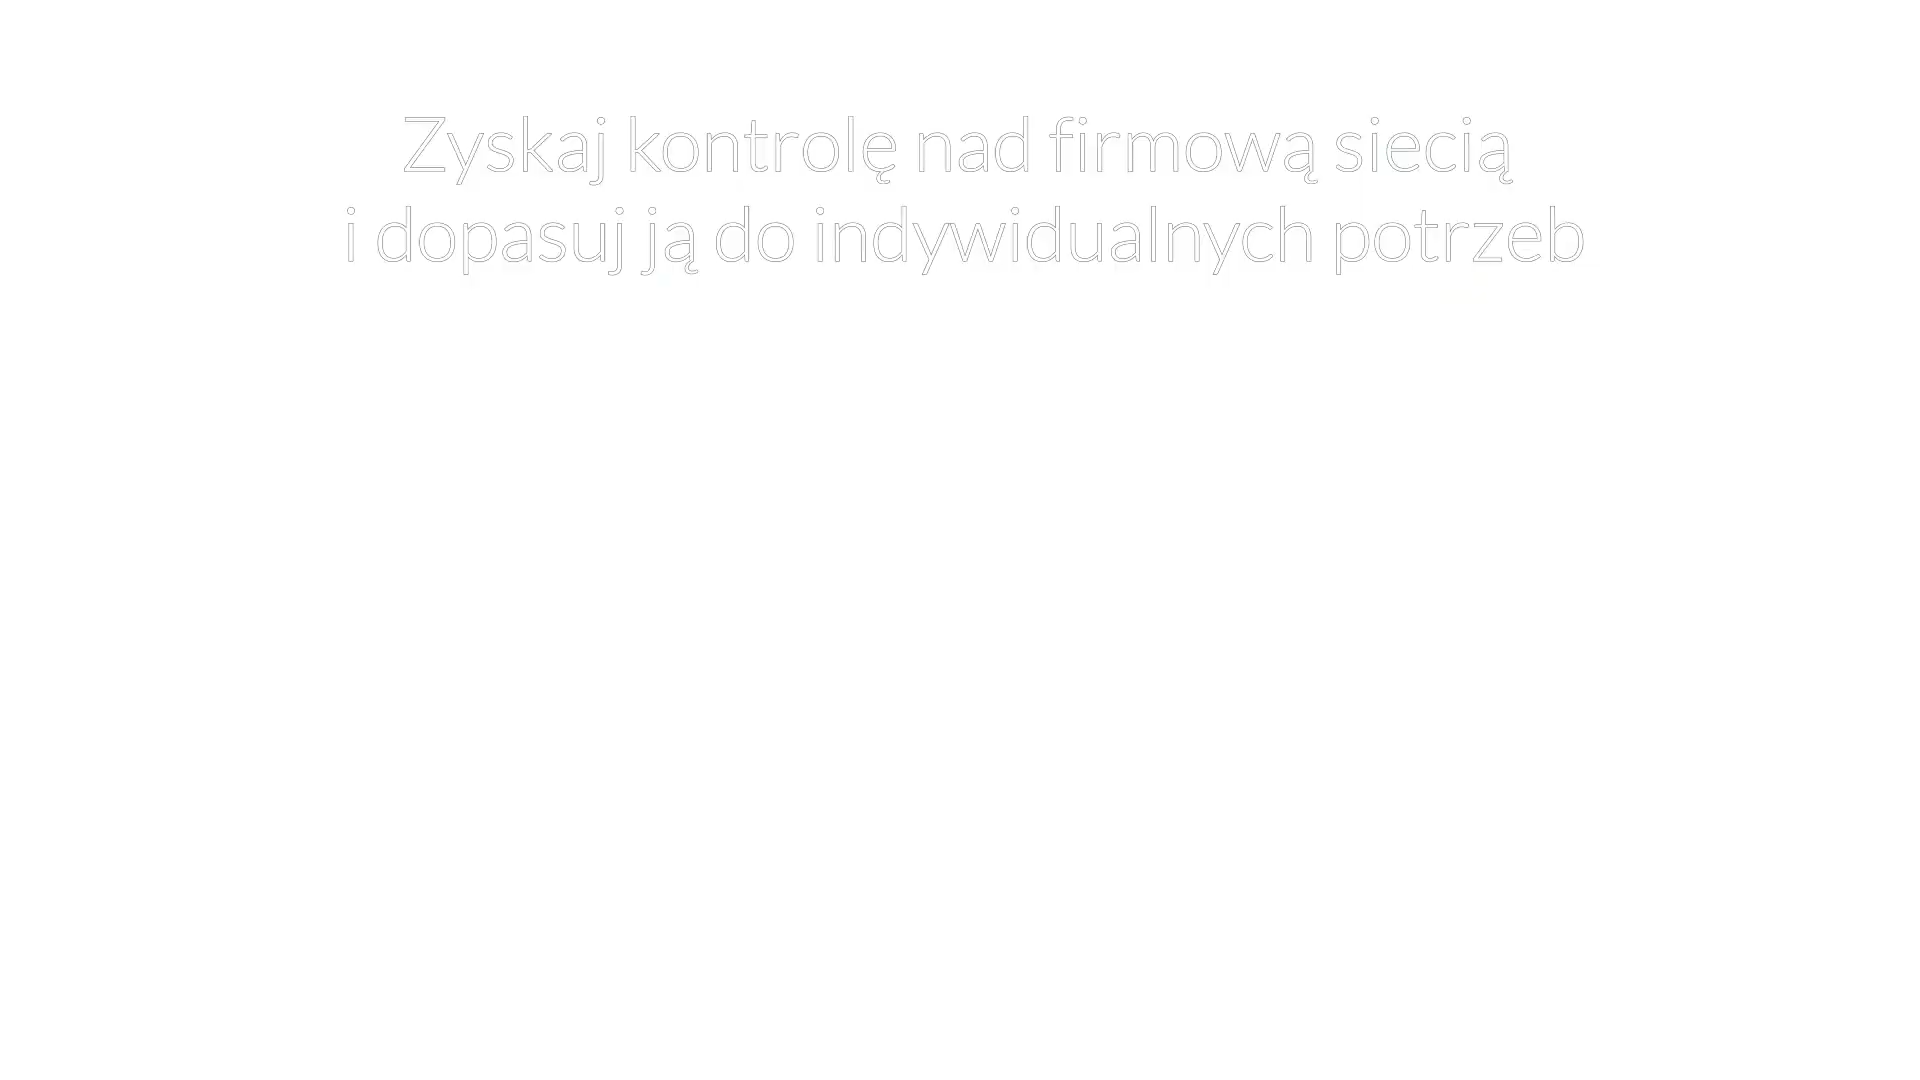 Zyskaj kontrolę nad firmową siecią
i dopasuj ją do indywidualnych potrzeb